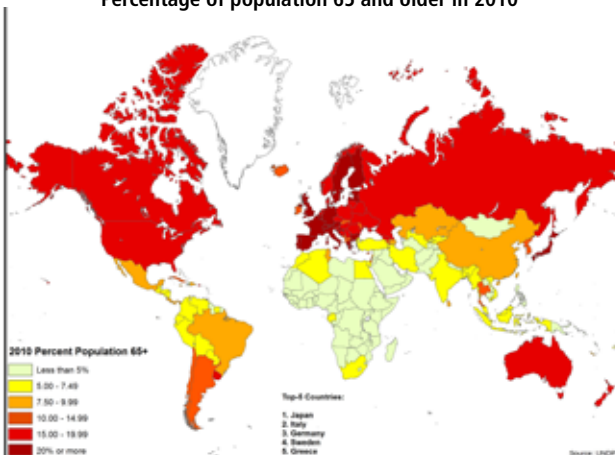 Percentage of population 65 and older in 2010
2010 Percent Population 65+
Less than 5%
5.00 - 7.49
7.50 - 9.99
10.00 - 14.99
15.00 - 19.99
20% or more
Top-5 Countries:
1. Japan
2. Italy
3. Germany
4. Sweden
5. Greece
Source: